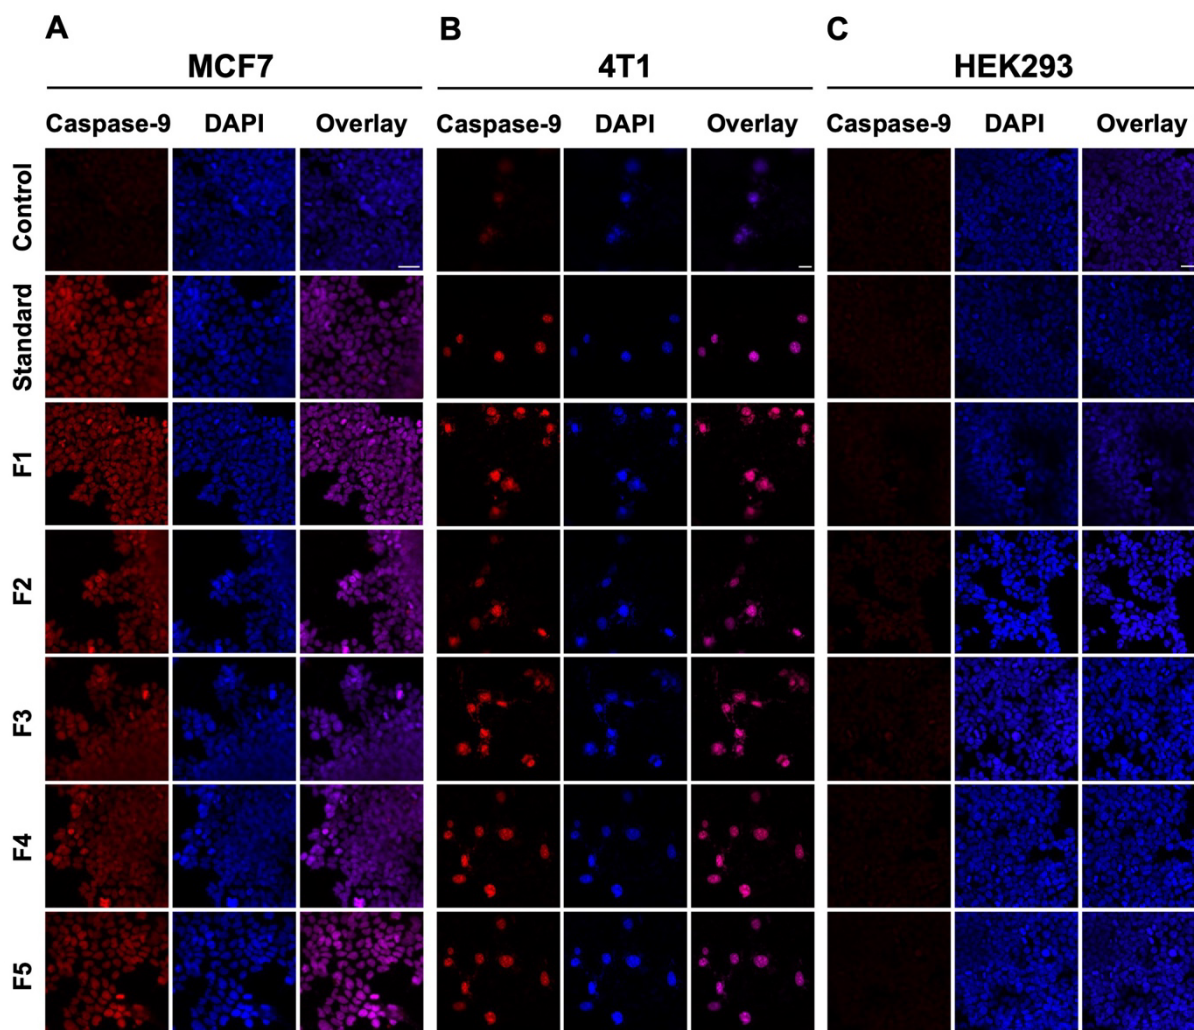 A B C
MCF7 4T1 HEK293
Caspase-9 DAPI Overlay Caspase-9 DAPI Overlay Caspase-9 DAPI Overlay
Control
Standard
F1
F2
F3
F4
F5